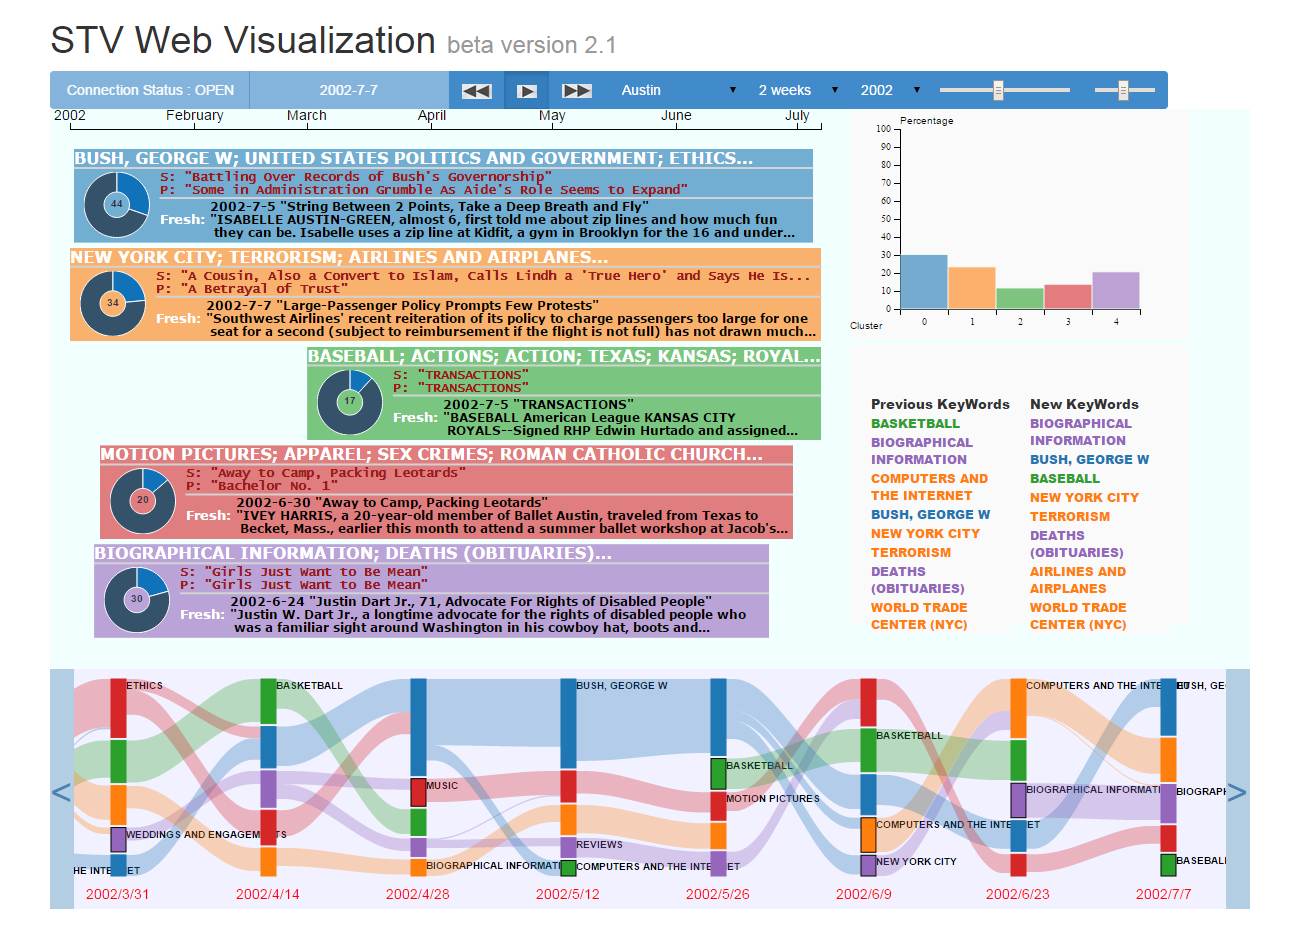 STV Web Visualization beta version 2.1
Connection Status : OPEN 2002-7-7 Austin 2 weeks 2002
2002 February March April May June July
BUSH, GEORGE W; UNITED STATES POLITICS AND GOVERNMENT; ETHICS...
44
S: "Battling Over Records of Bush's Governorship"
P: "Some in Administration Grumble As Aide's Role Seems to Expand"
Fresh: 2002-7-5 "String Between 2 Points, Take a Deep Breath and Fly"
"ISABELLE AUSTIN-GREEN, almost 6, first told me about zip lines and how much fun
they can be. Isabelle uses a zip line at Kidfit, a gym in Brooklyn for the 16 and under...
NEW YORK CITY; TERRORISM; AIRLINES AND AIRPLANES...
34
S: "A Cousin, Also a Convert to Islam, Calls Lindh a 'True Hero' and Says He Is...
P: "A Betrayal of Trust"
Fresh: 2002-7-7 "Large-Passenger Policy Prompts Few Protests"
"Southwest Airlines' recent reiteration of its policy to charge passengers too large for one
seat for a second (subject to reimbursement if the flight is not full) has not drawn much...
BASEBALL; ACTIONS; ACTION; TEXAS; KANSAS; ROYAL...
17
S: "TRANSACTIONS"
P: "TRANSACTIONS"
Fresh: 2002-7-5 "TRANSACTIONS"
"BASEBALL American League KANSAS CITY
ROYALS--Signed RHP Edwin Hurtado and assigned...
MOTION PICTURES; APPAREL; SEX CRIMES; ROMAN CATHOLIC CHURCH...
20
S: "Away to Camp, Packing Leotards"
P: "Bachelor No. 1"
Fresh: 2002-6-30 "Away to Camp, Packing Leotards"
"IVEY HARRIS, a 20-year-old member of Ballet Austin, traveled from Texas to
Becket, Mass., earlier this month to attend a summer ballet workshop at Jacob's...
BIOGRAPHICAL INFORMATION; DEATHS (OBITUARIES)...
30
S: "Girls Just Want to Be Mean"
P: "Girls Just Want to Be Mean"
Fresh: 2002-6-24 "Justin Dart Jr., 71, Advocate For Rights of Disabled People"
"Justin W. Dart Jr., a longtime advocate for the rights of disabled people who
was a familiar sight around Washington in his cowboy hat, boots and...
Percentage
100
90
80
70
60
50
40
30
20
10
0
Cluster 0 1 2 3 4
Previous KeyWords
BASKETBALL
BIOGRAPHICAL
INFORMATION
COMPUTERS AND
THE INTERNET
BUSH, GEORGE W
NEW YORK CITY
TERRORISM
DEATHS
(OBITUARIES)
WORLD TRADE
CENTER (NYC)
New KeyWords
BIOGRAPHICAL
INFORMATION
BUSH, GEORGE W
BASEBALL
NEW YORK CITY
TERRORISM
DEATHS
(OBITUARIES)
AIRLINES AND
AIRPLANES
WORLD TRADE
CENTER (NYC)
<
ETHICS
WEDDINGS AND ENGAGEMENTS
HE INTERNET
BASKETBALL
MUSIC
BIOGRAPHICAL INFORMATI
BUSH, GEORGE W
REVIEWS
COMPUTERS AND THE INTERNET
BASKETBALL
MOTION PICTURES
BASKETBALL
COMPUTERS AND THE INTERNET
NEW YORK CITY
COMPUTERS AND THE INTERNET
BIOGRAPHICAL INFORMATI
BUSH, GE
BIOGRAPH
BASEBALL
>
2002/3/31 2002/4/14 2002/4/28 2002/5/12 2002/5/26 2002/6/9 2002/6/23 2002/7/7